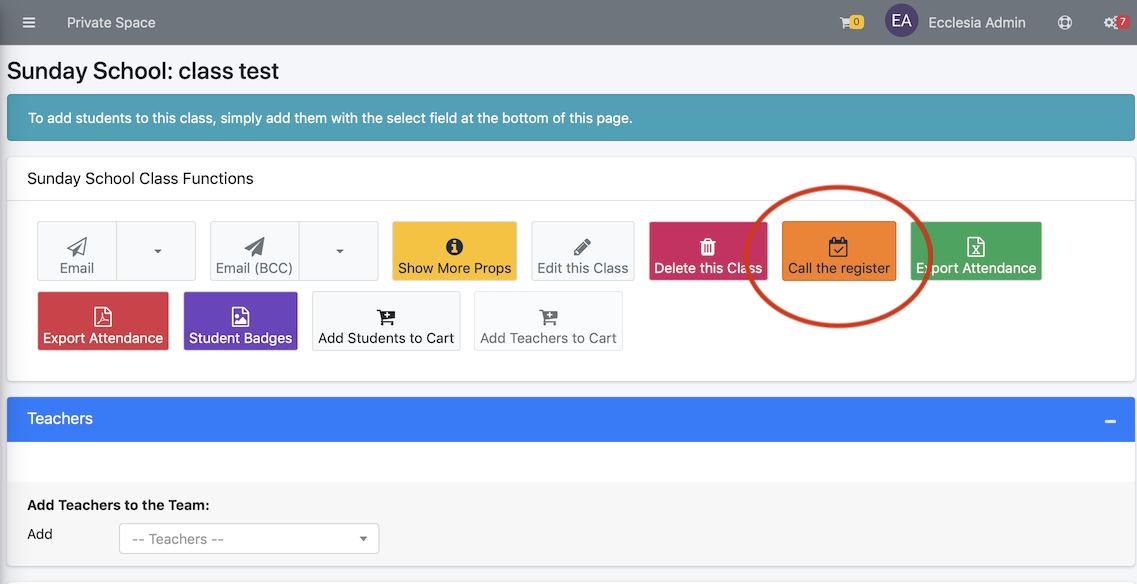 Private Space
0
EA
Ecclesia Admin
7
Sunday School: class test
To add students to this class, simply add them with the select field at the bottom of this page.
Sunday School Class Functions
Email
Email (BCC)
Show More Props
Edit this Class
Delete this Class
Call the register
Export Attendance
Export Attendance
Student Badges
Add Students to Cart
Add Teachers to Cart
Teachers
Add Teachers to the Team:
Add
-- Teachers --